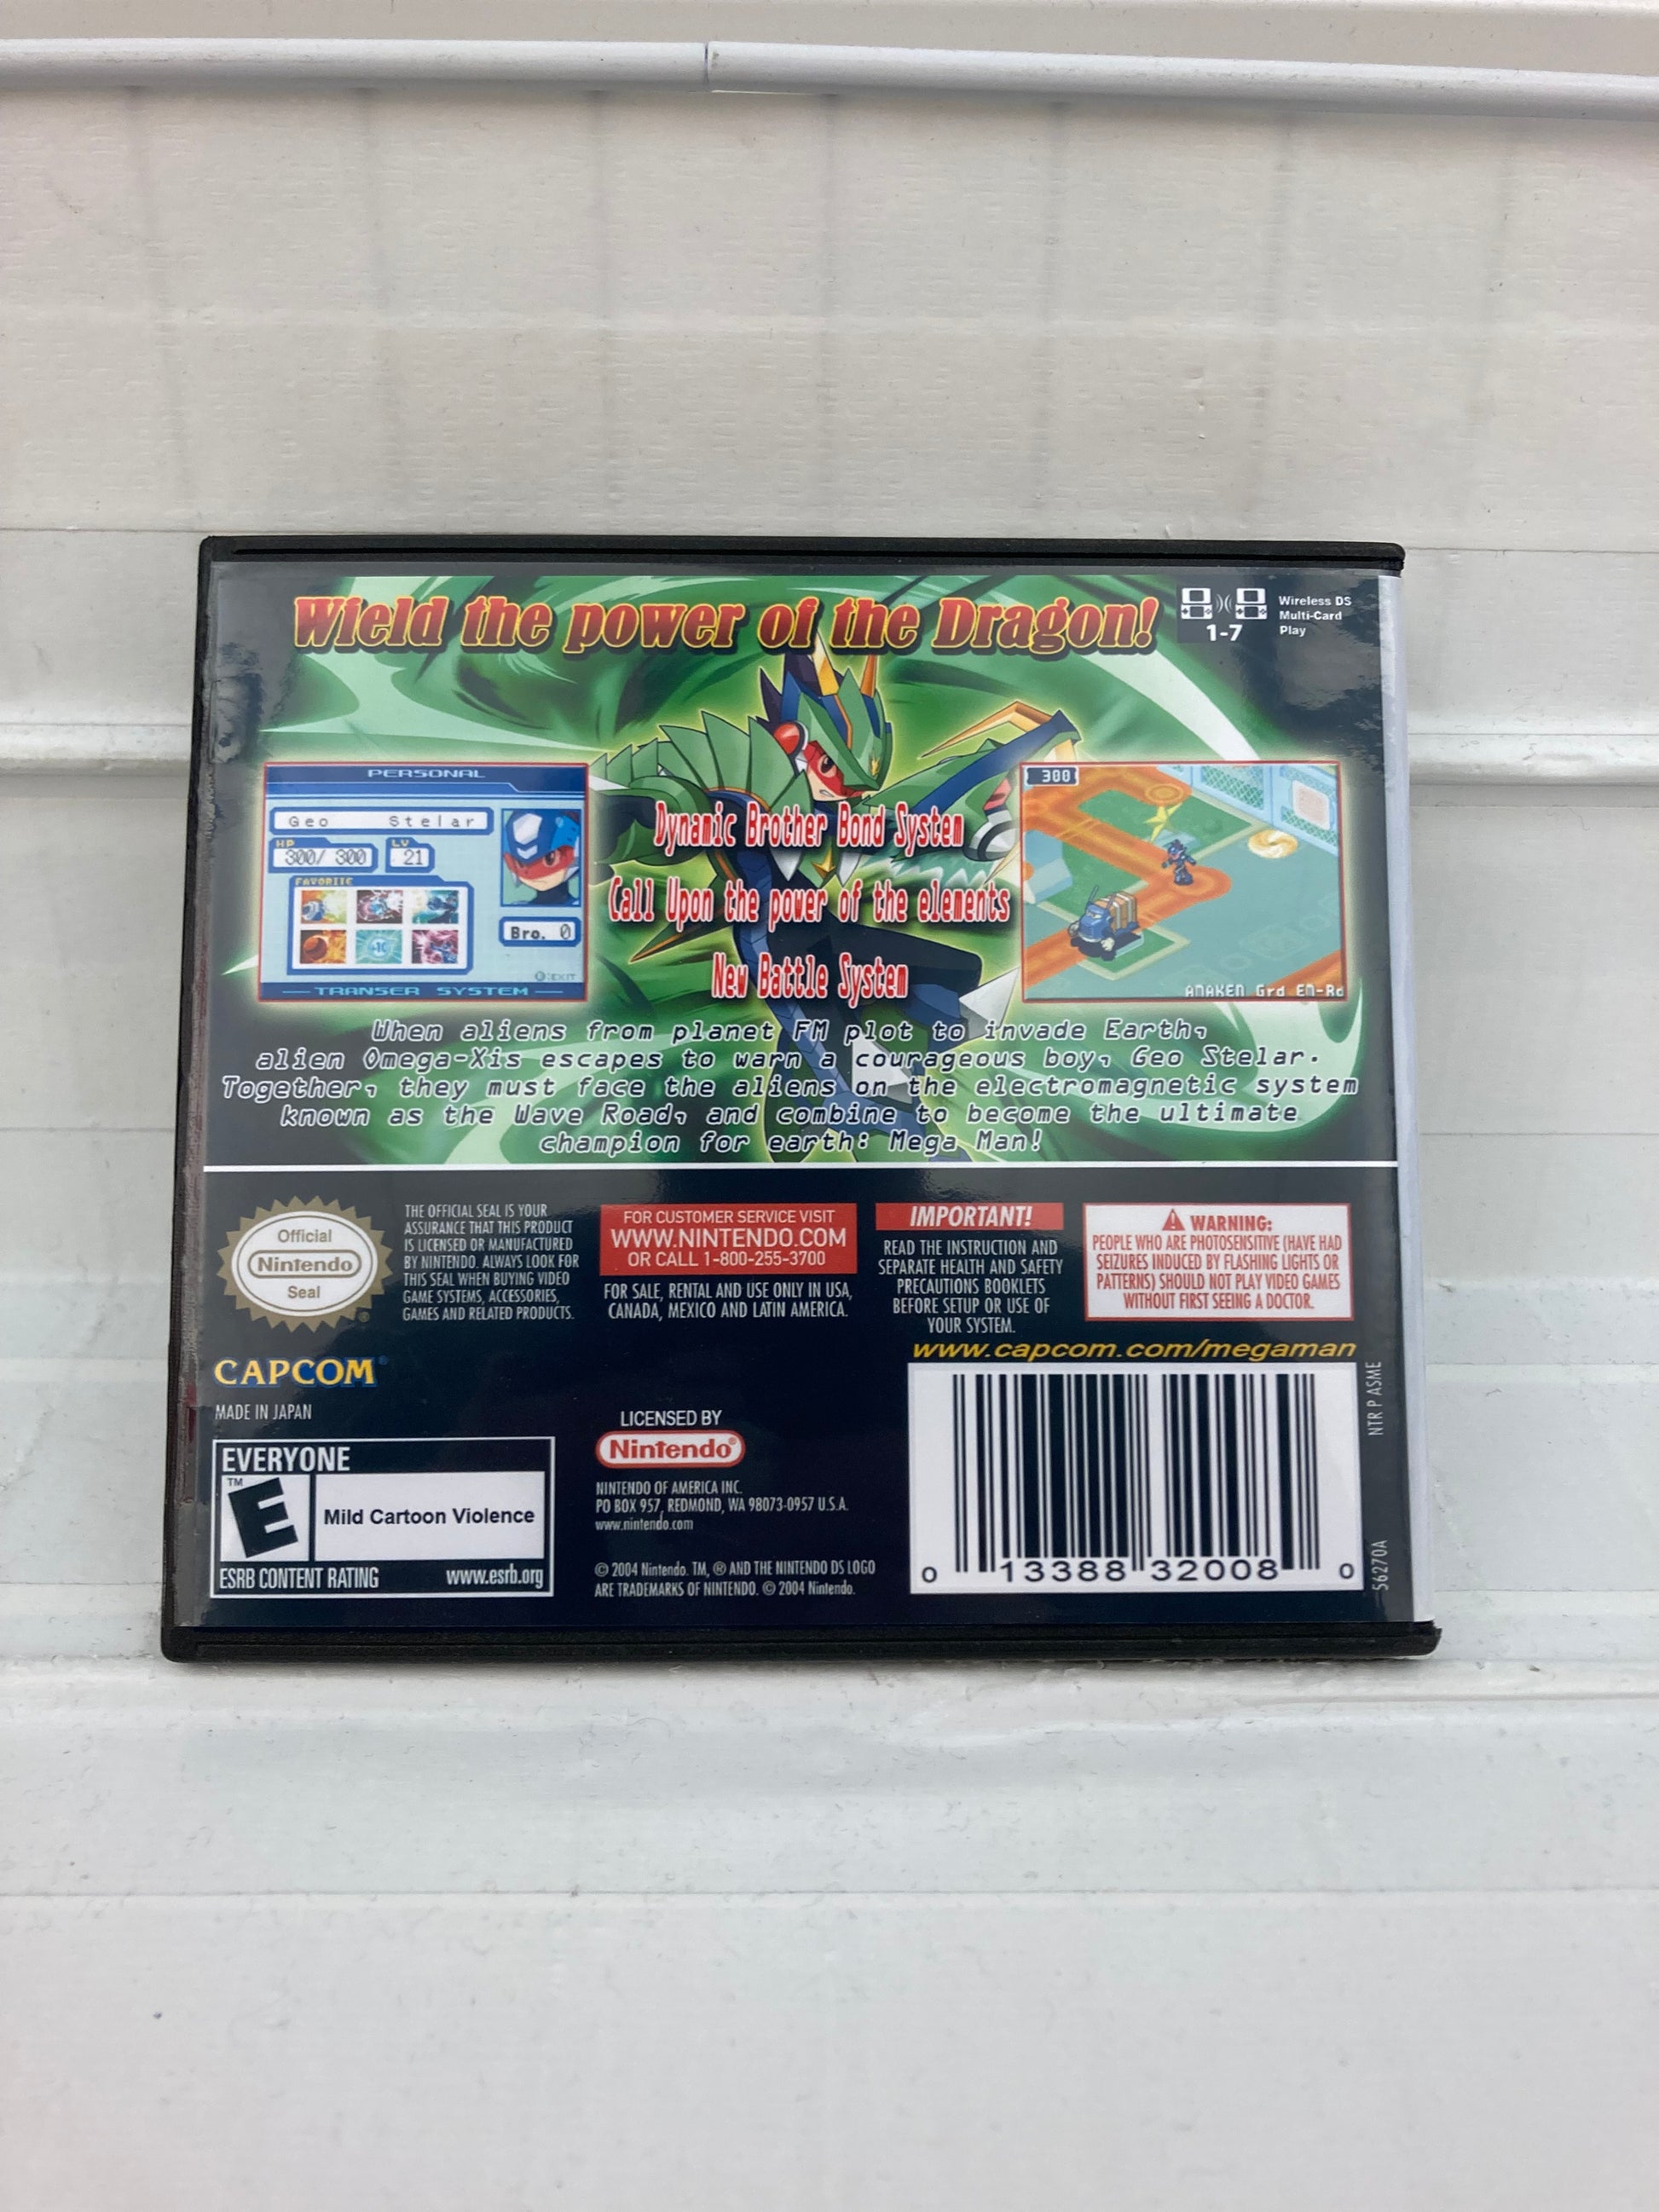 Wield the power of the Dragon!
Wireless DS
Multi-Card
Play
1-7
PERSONAL
Geo Stelar
HP
300/ 300
LV
21
FAVORITE
+10
Bro. 0
EXIT
TRANSER SYSTEM
300
AMAKEN Grd EM-Rd
Dynamic Brother Bond System
Call Upon the power of the elements
New Battle System
When aliens from planet FM plot to invade Earth,
alien Omega-Xis escapes to warn a courageous boy, Geo Stelar.
Together, they must face the aliens on the electromagnetic system
known as the Wave Road, and combine to become the ultimate
champion for earth: Mega Man!
Official
Nintendo
Seal
THE OFFICIAL SEAL IS YOUR
ASSURANCE THAT THIS PRODUCT
IS LICENSED OR MANUFACTURED
BY NINTENDO. ALWAYS LOOK FOR
THIS SEAL WHEN BUYING VIDEO
GAME SYSTEMS, ACCESSORIES,
GAMES AND RELATED PRODUCTS.
FOR CUSTOMER SERVICE VISIT
WWW.NINTENDO.COM
OR CALL 1-800-255-3700
FOR SALE, RENTAL AND USE ONLY IN USA,
CANADA, MEXICO AND LATIN AMERICA.
IMPORTANT!
READ THE INSTRUCTION AND
SEPARATE HEALTH AND SAFETY
PRECAUTIONS BOOKLETS
BEFORE SETUP OR USE OF
YOUR SYSTEM.
WARNING:
PEOPLE WHO ARE PHOTOSENSITIVE (HAVE HAD
SEIZURES INDUCED BY FLASHING LIGHTS OR
PATTERNS) SHOULD NOT PLAY VIDEO GAMES
WITHOUT FIRST SEEING A DOCTOR.
www.capcom.com/megaman
CAPCOM®
MADE IN JAPAN
EVERYONE
TM
E
Mild Cartoon Violence
ESRB CONTENT RATING www.esrb.org
LICENSED BY
Nintendo®
NINTENDO OF AMERICA INC.
PO BOX 957, REDMOND, WA 98073-0957 U.S.A.
www.nintendo.com
© 2004 Nintendo. TM, ® AND THE NINTENDO DS LOGO
ARE TRADEMARKS OF NINTENDO. © 2004 Nintendo.
0 13388 32008 0
NTR P ASME
56270A